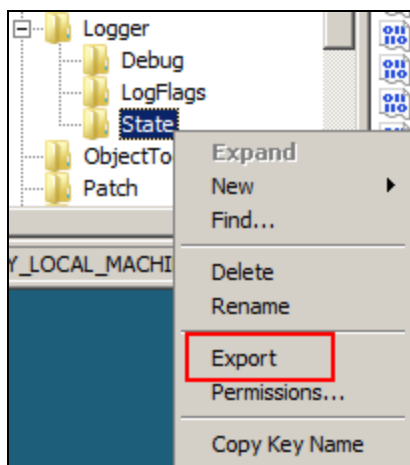 Logger
Debug
LogFlags
State
ObjectTo
Patch
Expand
New
Find...
Y_LOCAL_MACHI
Delete
Rename
Export
Permissions...
Copy Key Name